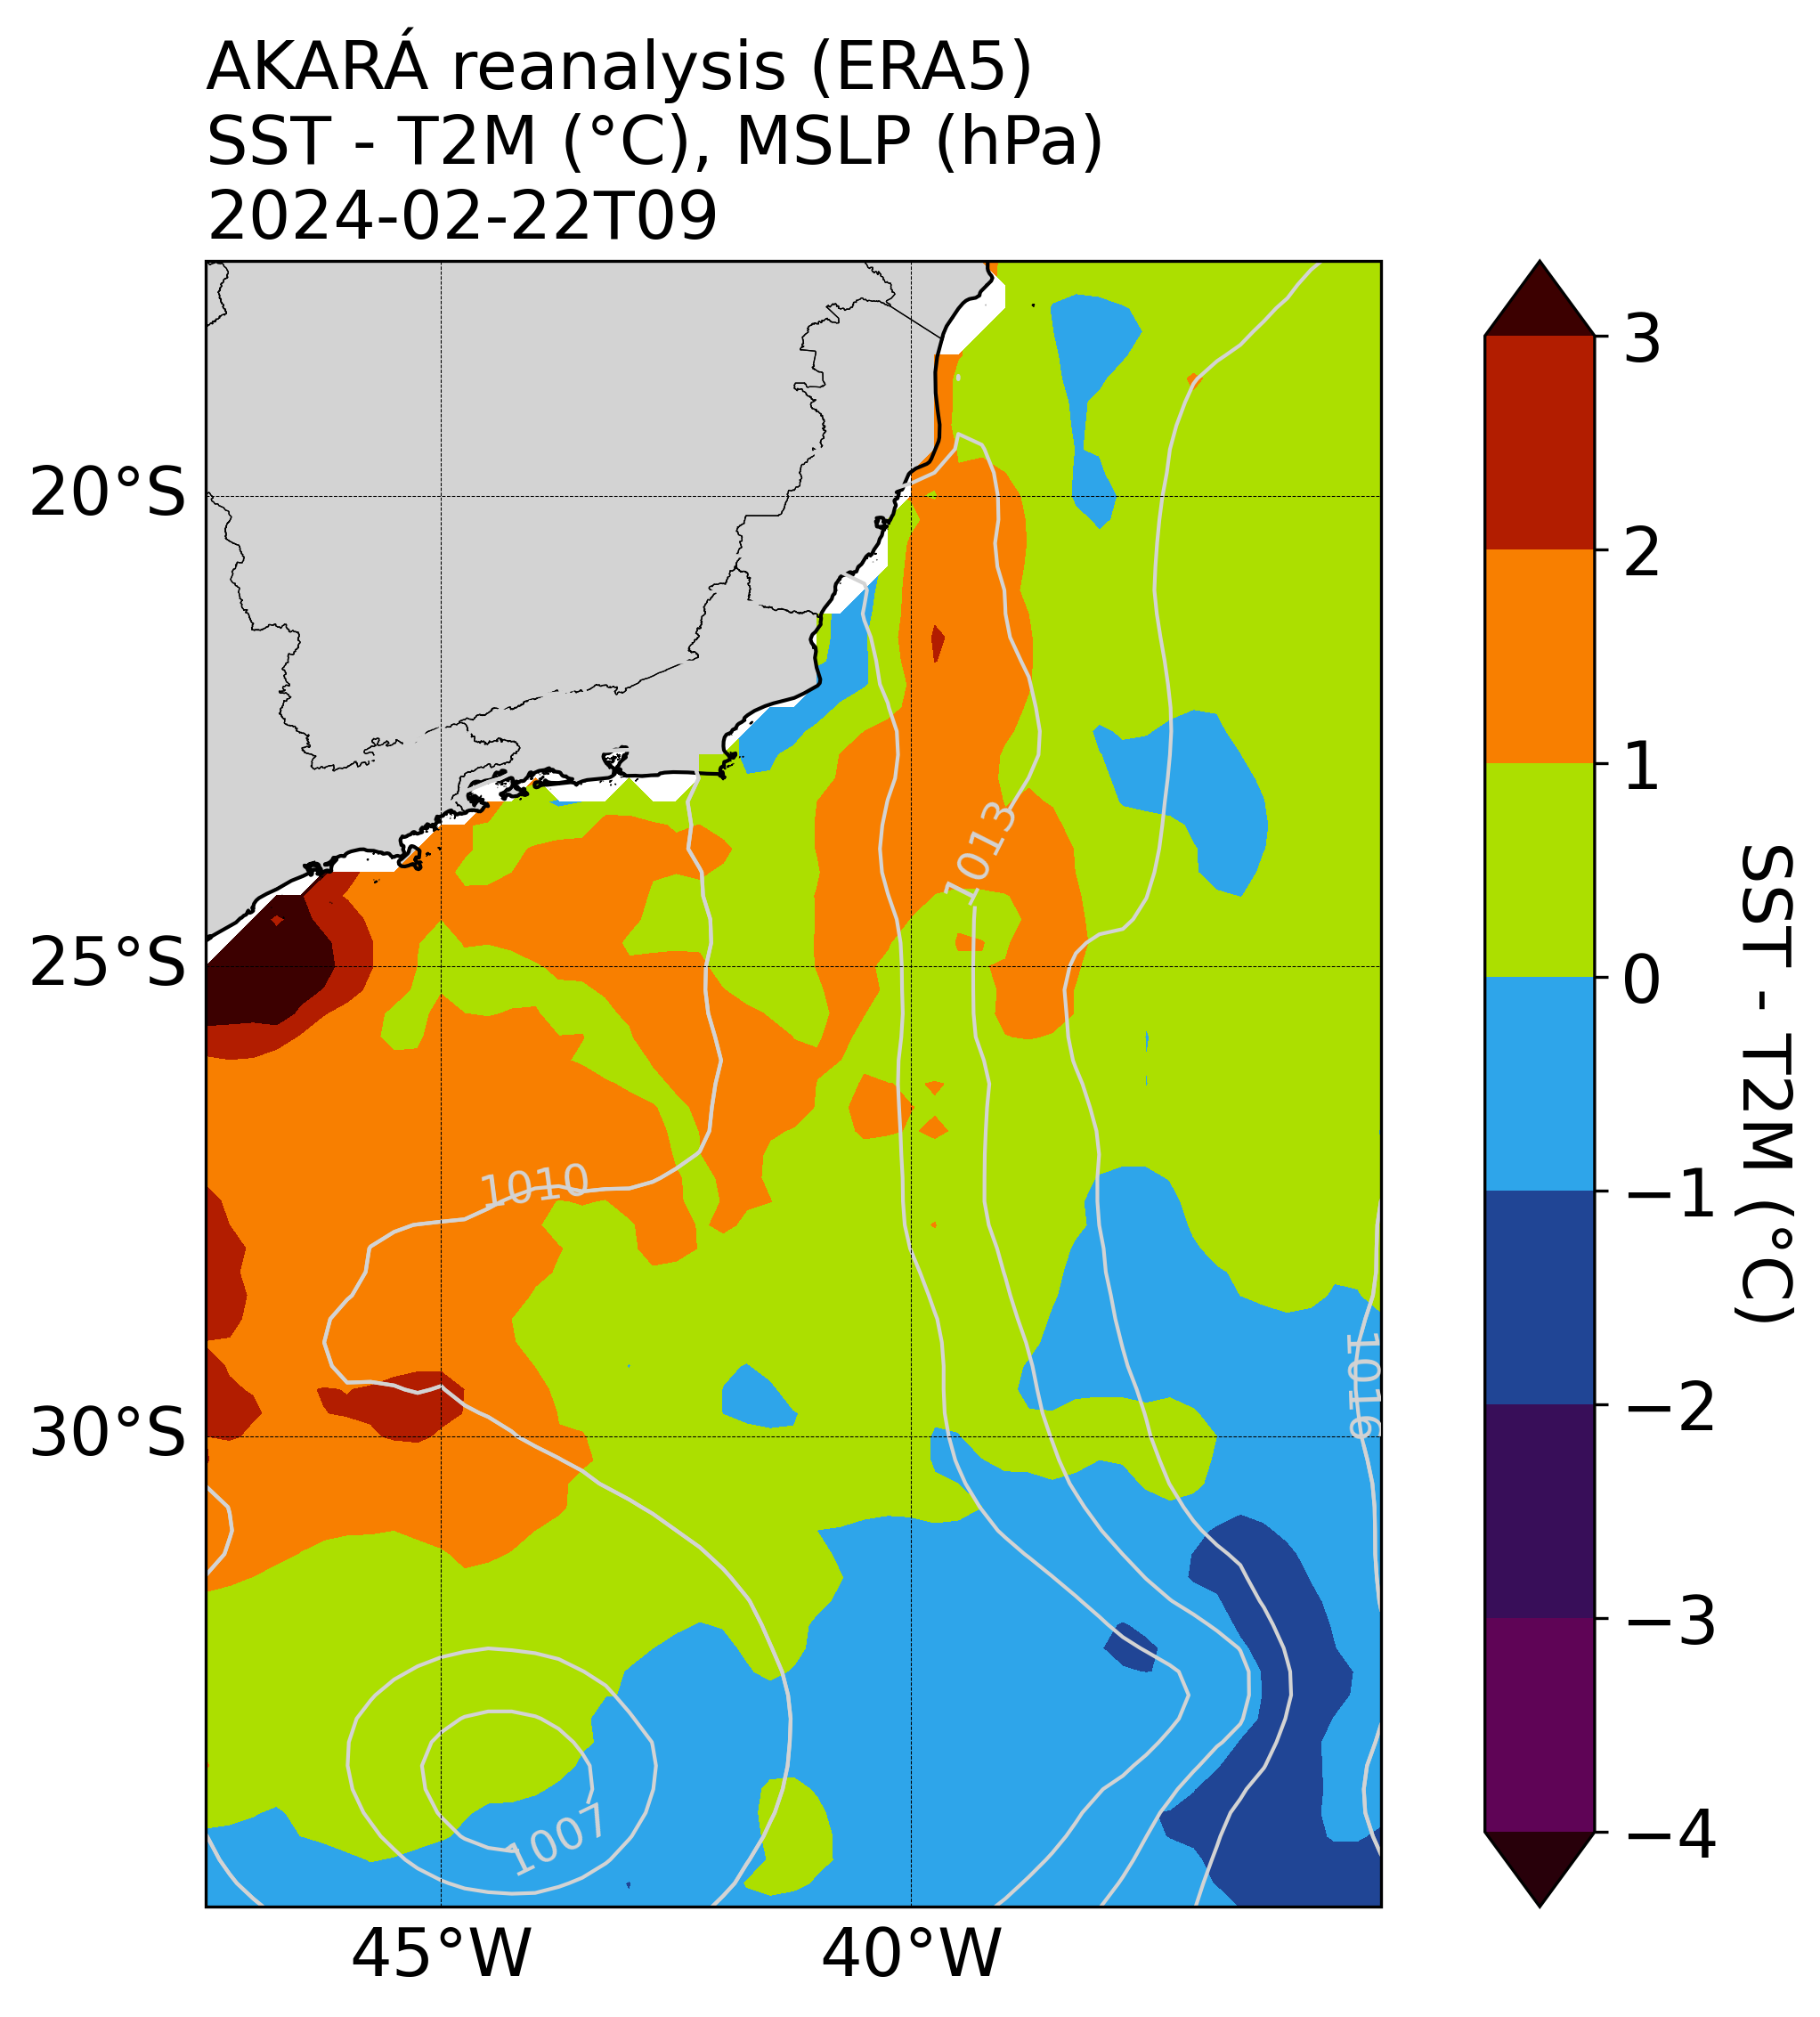 AKARÁ reanalysis (ERA5)
SST - T2M (°C), MSLP (hPa)
2024-02-22T09
20°S
25°S
30°S
45°W
40°W
1013
1010
1016
1007
3
2
1
0
−1
−2
−3
−4
SST - T2M (°C)